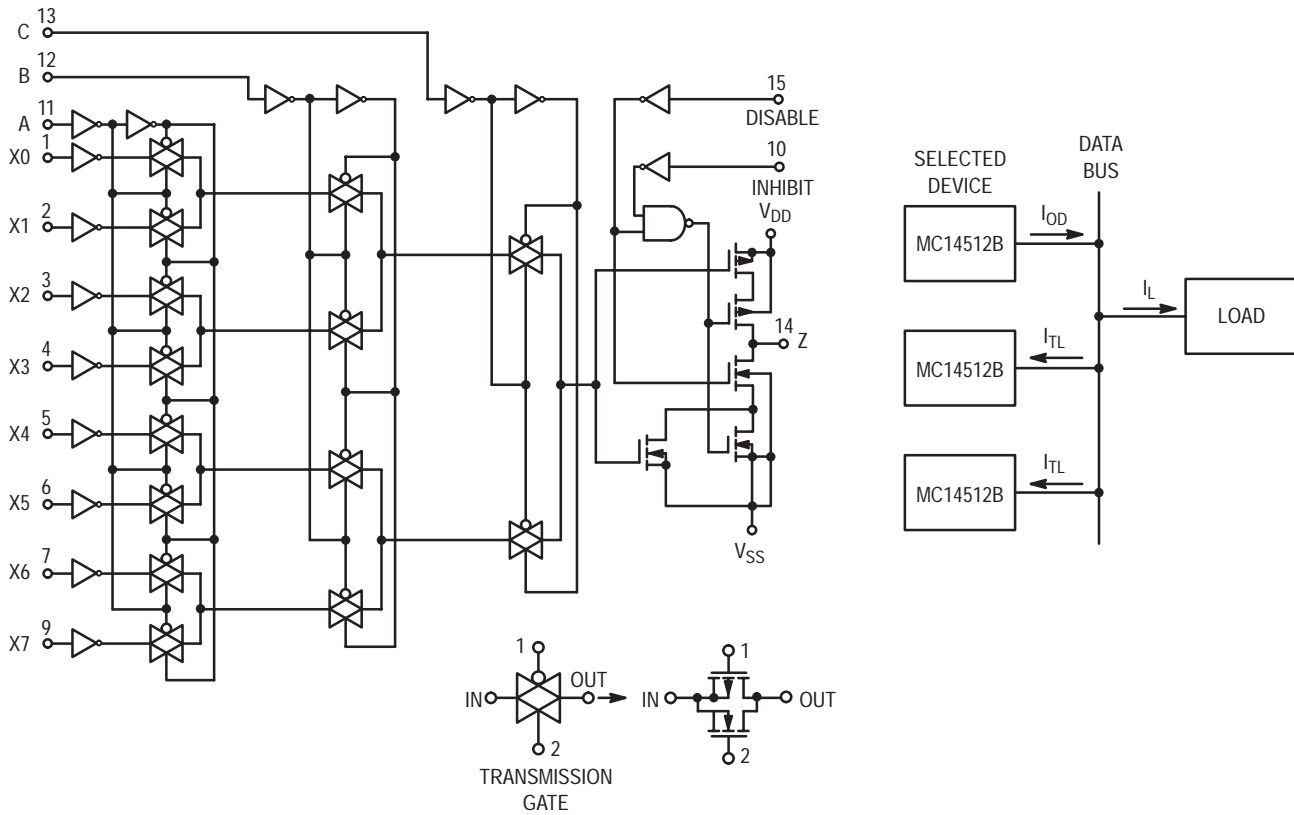 C 13
B 12
A 11
X0 1
X1 2
X2 3
X3 4
X4 5
X5 6
X6 7
X7 9
15
DISABLE
10
INHIBIT
VDD
14 Z
VSS
1
IN
OUT
2
TRANSMISSION
GATE
1
IN
OUT
2
SELECTED
DEVICE
DATA
BUS
MC14512B
IOD
IL
LOAD
MC14512B
ITL
MC14512B
ITL